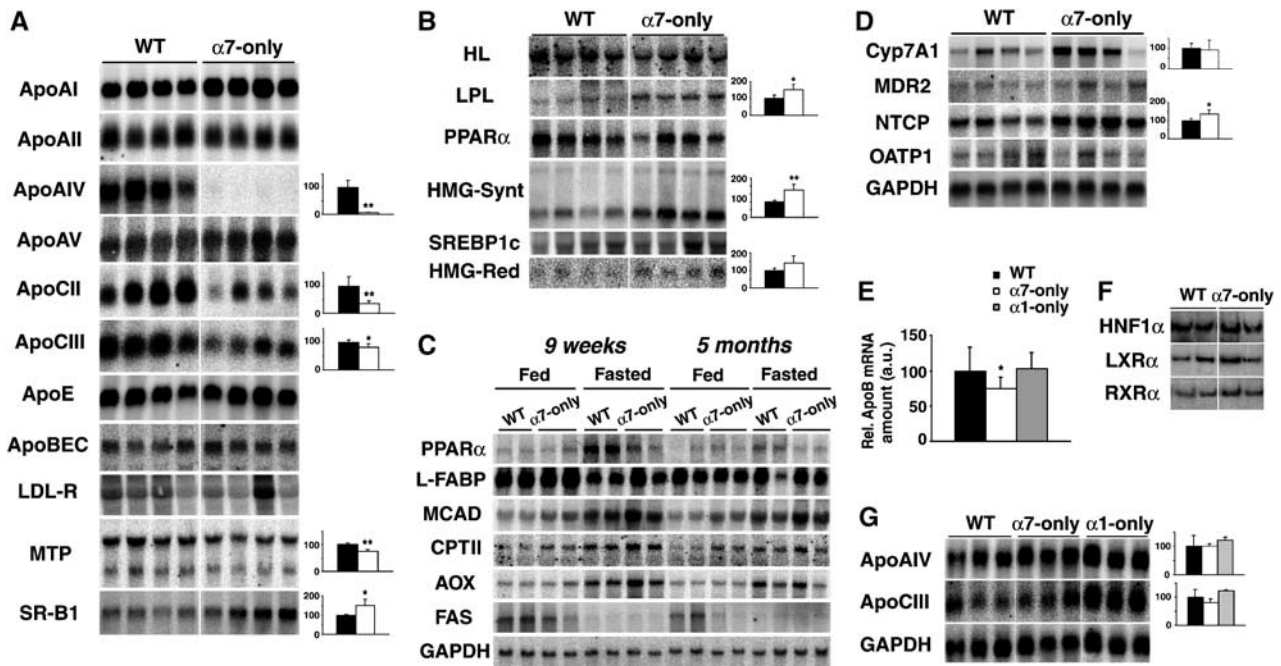 A
WT α7-only
ApoAI
ApoAII
ApoAIV
100
0
**
ApoAV
ApoCII
100
0
**
ApoCIII
100
0
*
ApoE
ApoBEC
LDL-R
MTP
100
0
**
SR-B1
200
100
0
*
B
WT α7-only
HL
LPL
200
100
0
*
PPARα
HMG-Synt
200
100
0
**
SREBP1c
HMG-Red
200
100
0
C
9 weeks 5 months
Fed Fasted Fed Fasted
WT α7-only WT α7-only WT α7-only WT α7-only
PPARα
L-FABP
MCAD
CPTII
AOX
FAS
GAPDH
D
WT α7-only
Cyp7A1
100
0
MDR2
NTCP
100
0
*
OATP1
GAPDH
E
WT
α7-only
α1-only
Rel. ApoB mRNA
amount (a.u.)
150
100
50
0
*
F
WT α7-only
HNF1α
LXRα
RXRα
G
WT α7-only α1-only
ApoAIV
100
0
ApoCIII
100
0
GAPDH